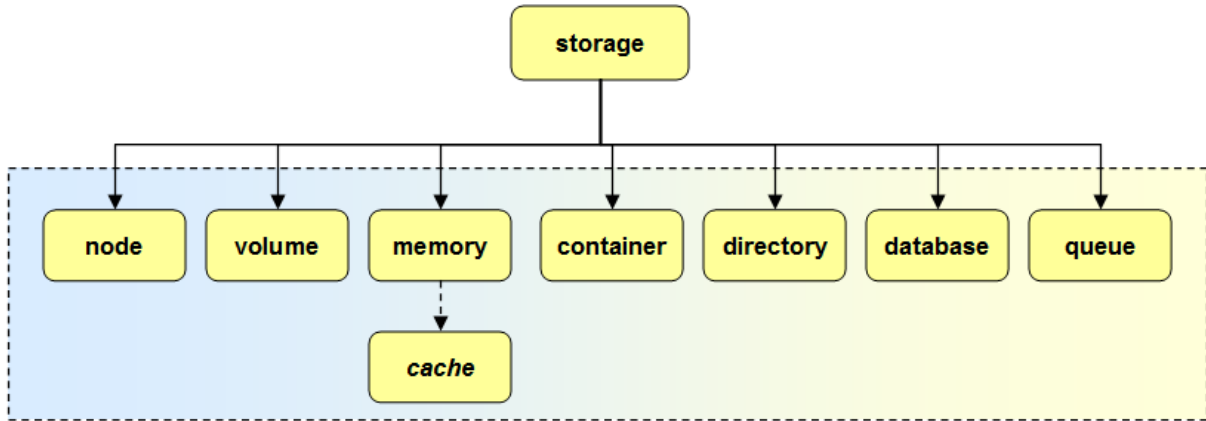 storage
node
volume
memory
container
directory
database
queue
cache